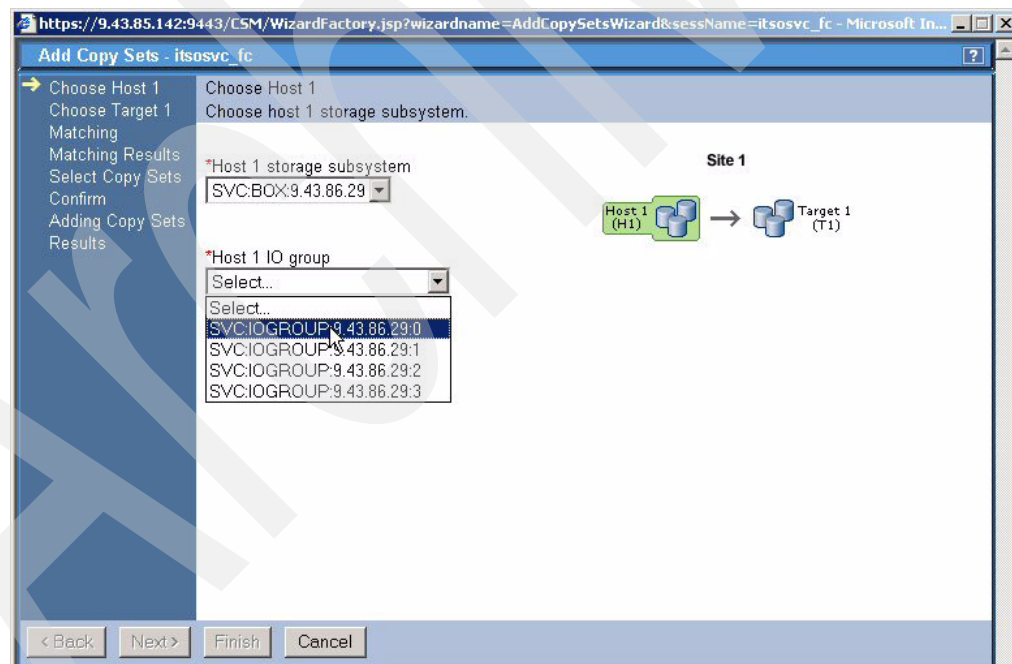 https://9.43.85.142:9443/CSM/WizardFactory.jsp?wizardname=AddCopySetsWizard&sessName=itsosvc_fc - Microsoft In...
Add Copy Sets - itsosvc_fc
?
Choose Host 1
Choose Target 1
Matching
Matching Results
Select Copy Sets
Confirm
Adding Copy Sets
Results
Choose Host 1
Choose host 1 storage subsystem.
*Host 1 storage subsystem
SVC:BOX:9.43.86.29
*Host 1 IO group
Select...
Select...
SVC:IOGROUP:9.43.86.29:0
SVC:IOGROUP:9.43.86.29:1
SVC:IOGROUP:9.43.86.29:2
SVC:IOGROUP:9.43.86.29:3
Site 1
Host 1
(H1)
Target 1
(T1)
< Back
Next >
Finish
Cancel